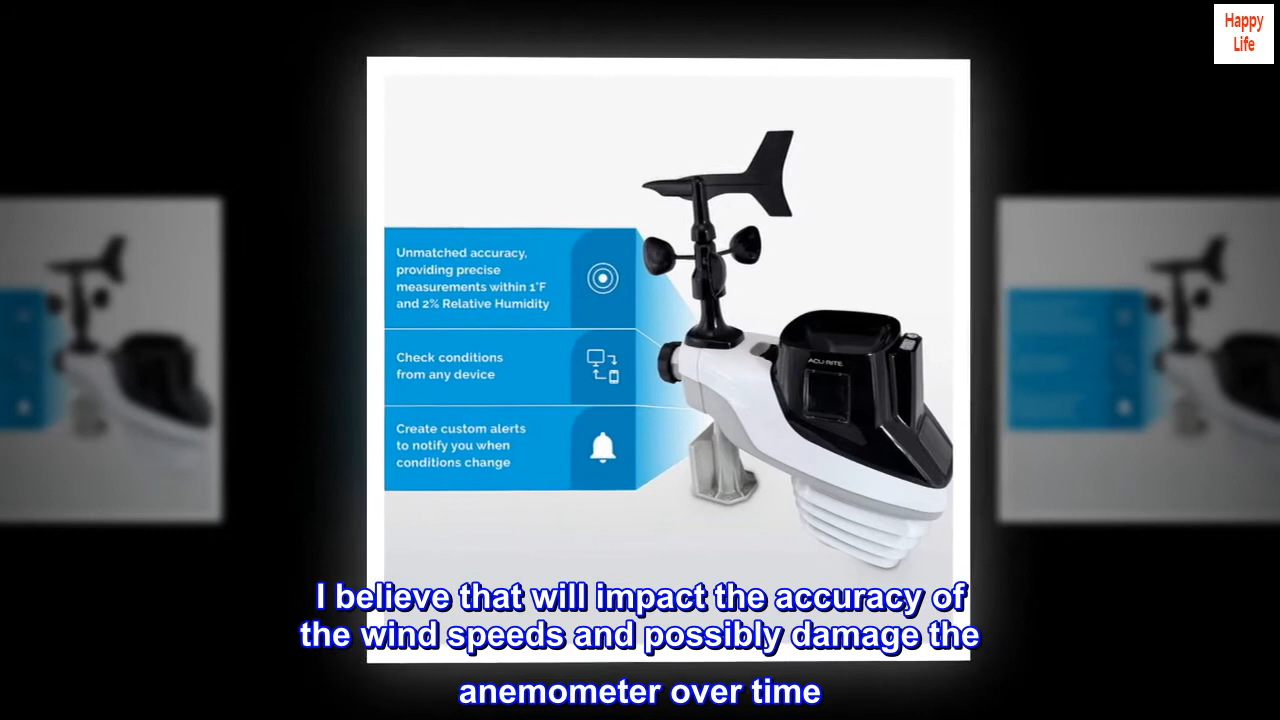 Happy
Life
Unmatched accuracy,
providing precise
measurements within 1°F
and 2% Relative Humidity
Check conditions
from any device
Create custom alerts
to notify you when
conditions change
ACU RITE
I believe that will impact the accuracy of
the wind speeds and possibly damage the
anemometer over time